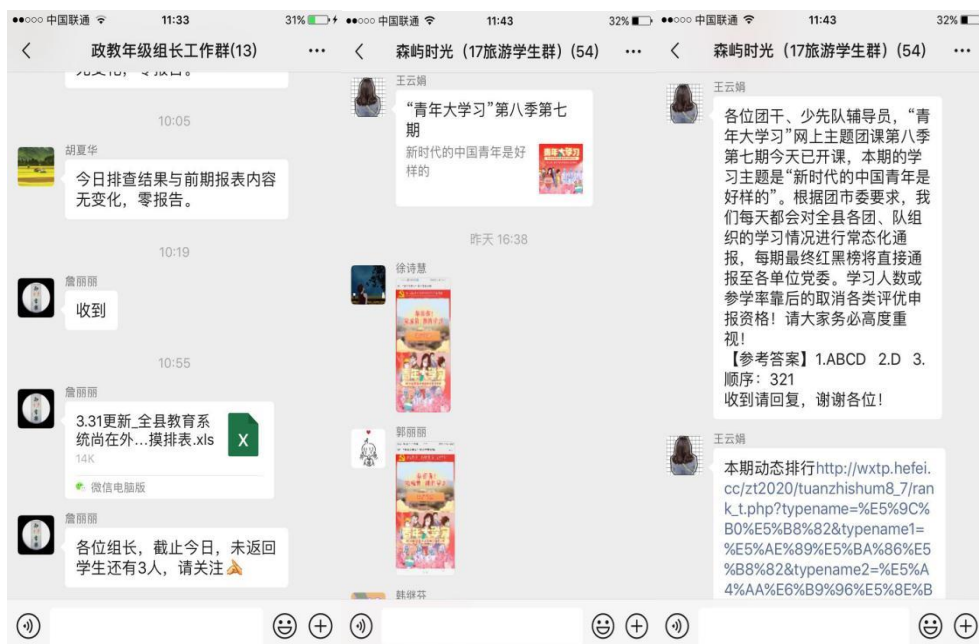 中国联通 11:33 31%
政教年级组长工作群(13)
10:05
胡夏华
今日排查结果与前期报表内容
无变化，零报告。
10:19
詹丽丽
收到
10:55
詹丽丽
3.31更新_全县教育系
统尚在外...摸排表.xls
14K
微信电脑版
詹丽丽
各位组长，截止今日，未返回
学生还有3人，请关注
中国联通 11:43 32%
森屿时光（17旅游学生群）(54)
王云娟
“青年大学习”第八季第七
期
新时代的中国青年是好
样的
青年大学习
昨天 16:38
徐诗慧
郭丽丽
韩继芬
中国联通 11:43 32%
森屿时光（17旅游学生群）(54)
王云娟
各位团干、少先队辅导员，“青
年大学习”网上主题团课第八季
第七期今天已开课，本期的学
习主题是“新时代的中国青年是
好样的”。根据团市委要求，我
们每天都会对全县各团、队组
织的学习情况进行常态化通
报，每期最终红黑榜将直接通
报至各单位党委。学习人数或
参学率靠后的取消各类评优申
报资格！请大家务必高度重
视！
【参考答案】1.ABCD 2.D 3.
顺序：321
收到请回复，谢谢各位！
王云娟
本期动态排行http://wxtp.hefei.
cc/zt2020/tuanzhishum8_7/ran
k_t.php?typename=%E5%9C%
B0%E5%B8%82&typename1=
%E5%AE%89%E5%BA%86%E5
%B8%82&typename2=%E5%A
4%AA%E6%B9%96%E5%8E%B